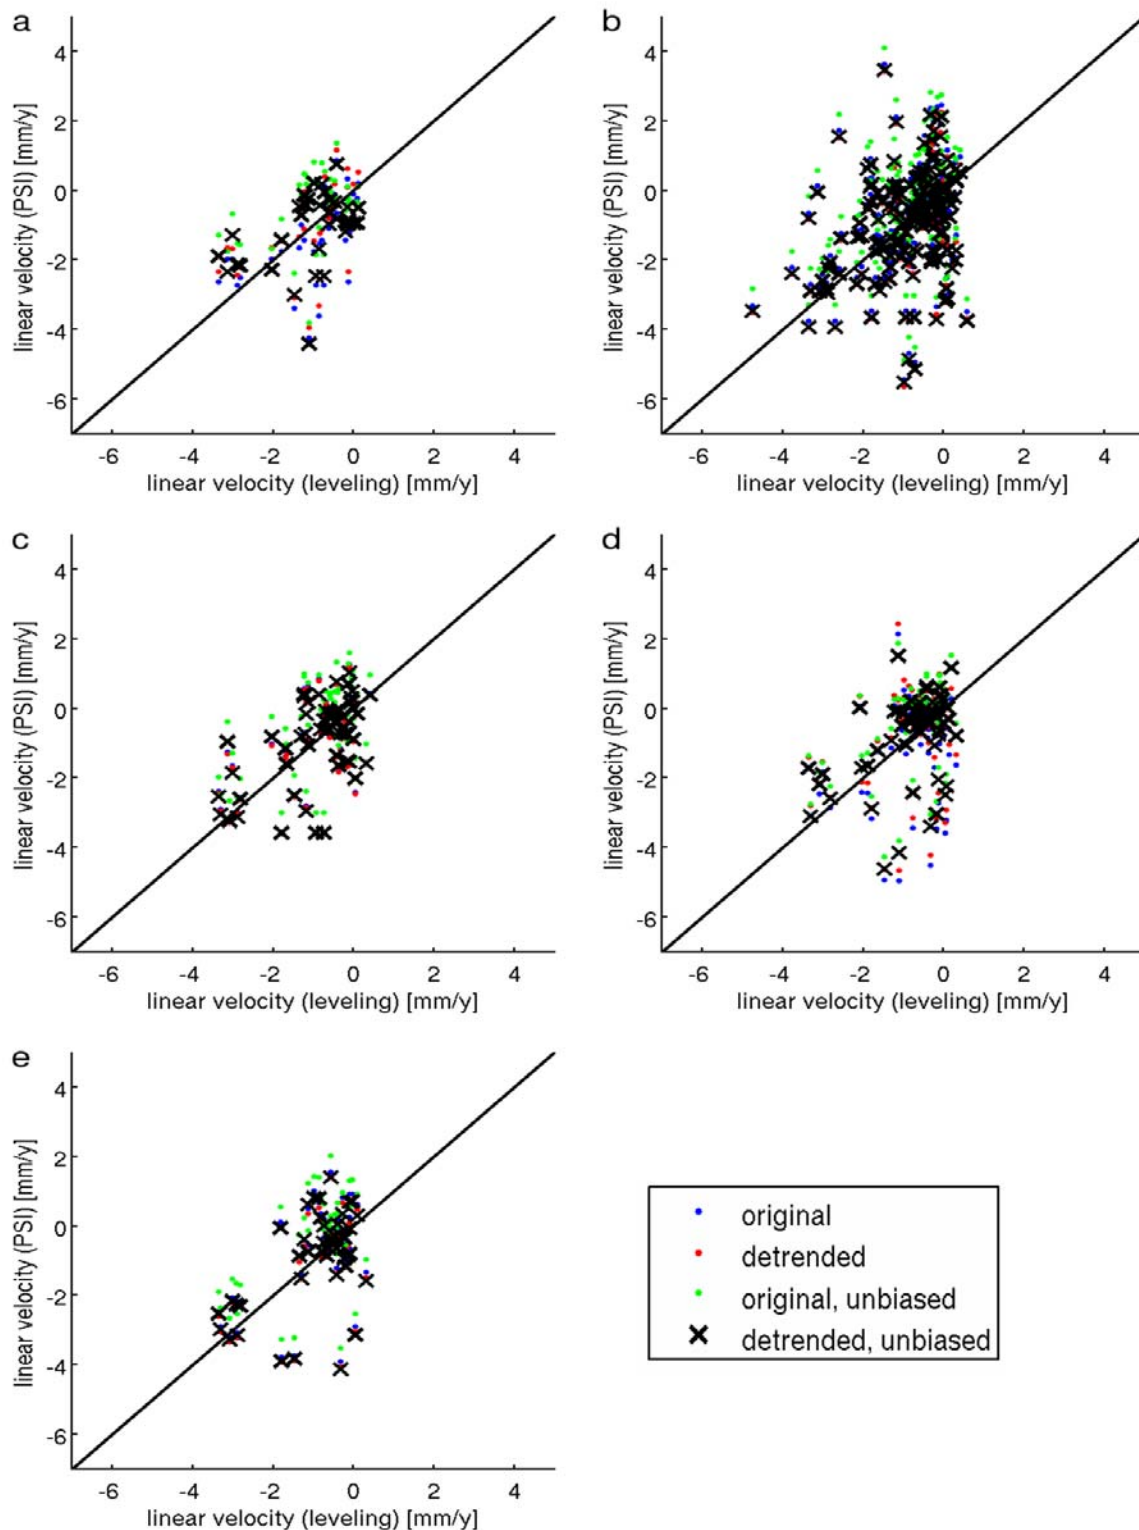 a
4
2
0
-2
-4
-6
linear velocity (PSI) [mm/y]
-6 -4 -2 0 2 4
linear velocity (leveling) [mm/y]
b
4
2
0
-2
-4
-6
linear velocity (PSI) [mm/y]
-6 -4 -2 0 2 4
linear velocity (leveling) [mm/y]
c
4
2
0
-2
-4
-6
linear velocity (PSI) [mm/y]
-6 -4 -2 0 2 4
linear velocity (leveling) [mm/y]
d
4
2
0
-2
-4
-6
linear velocity (PSI) [mm/y]
-6 -4 -2 0 2 4
linear velocity (leveling) [mm/y]
e
4
2
0
-2
-4
-6
linear velocity (PSI) [mm/y]
-6 -4 -2 0 2 4
linear velocity (leveling) [mm/y]
original
detrended
original, unbiased
detrended, unbiased